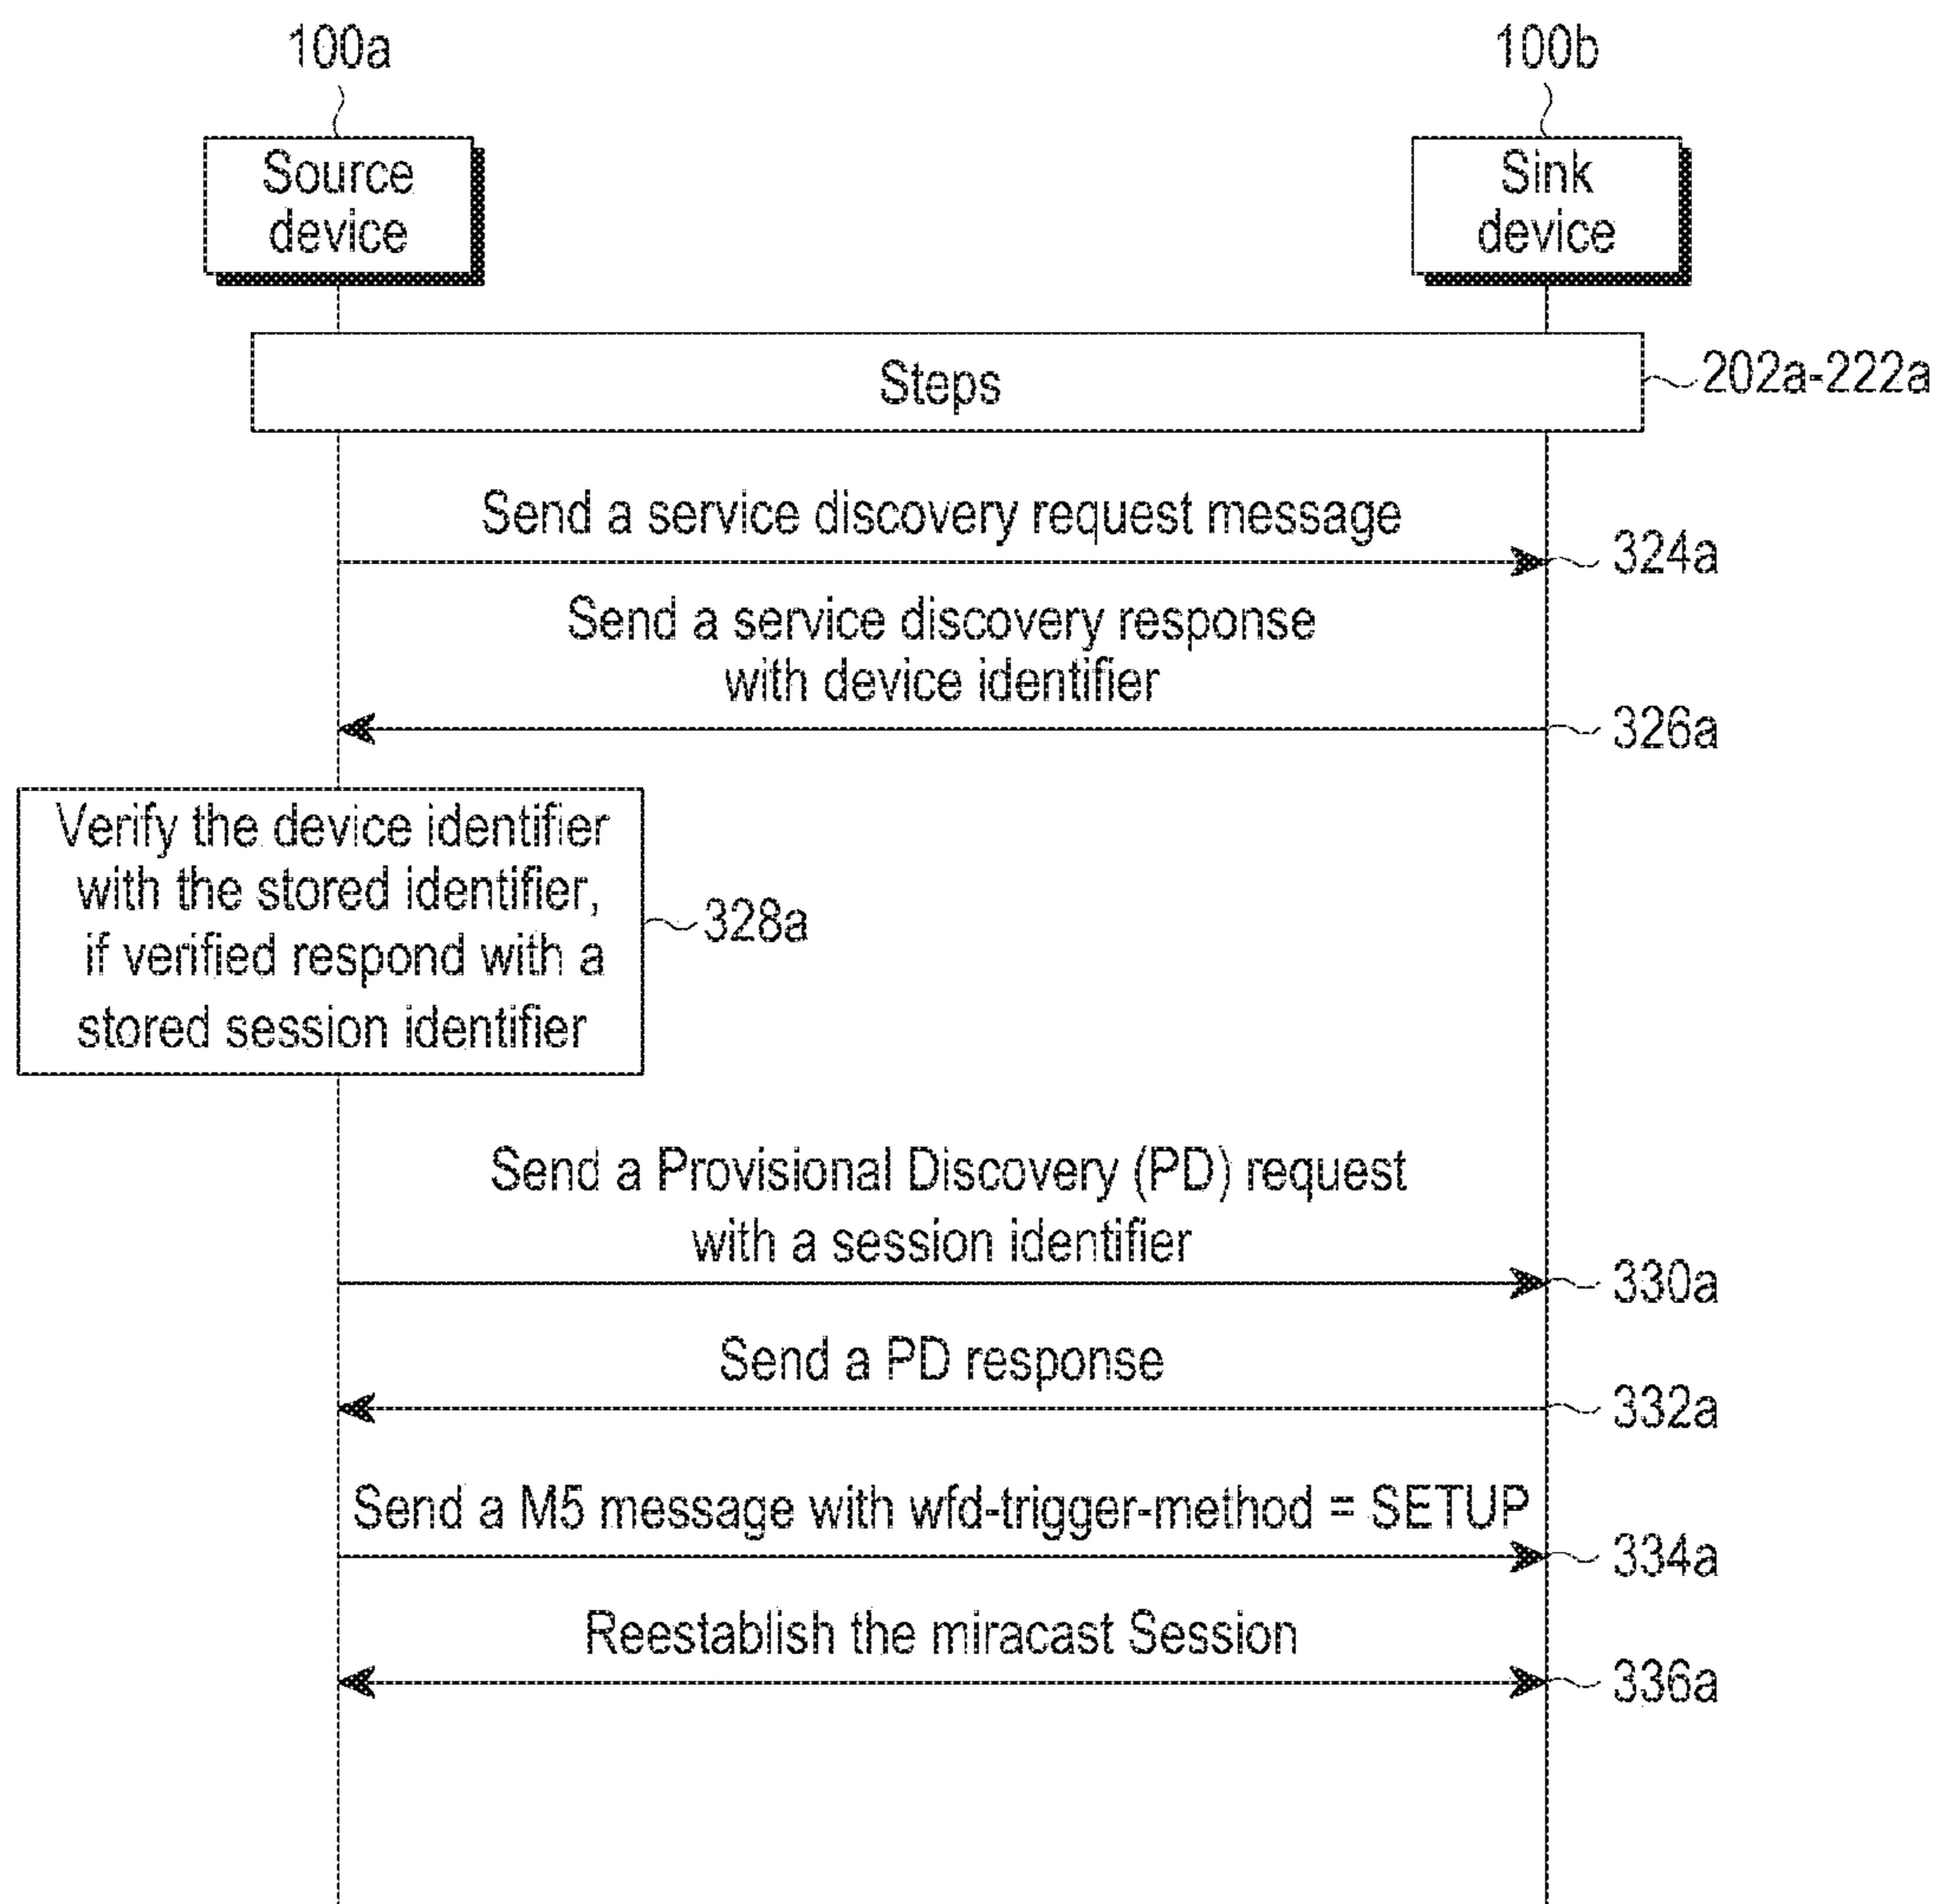 100a
100b
Source
device
Sink
device
Steps
202a-222a
Send a service discovery request message
324a
Send a service discovery response
with device identifier
326a
Verify the device identifier
with the stored identifier,
if verified respond with a
stored session identifier
328a
Send a Provisional Discovery (PD) request
with a session identifier
330a
Send a PD response
332a
Send a M5 message with wfd-trigger-method = SETUP
334a
Reestablish the miracast Session
336a